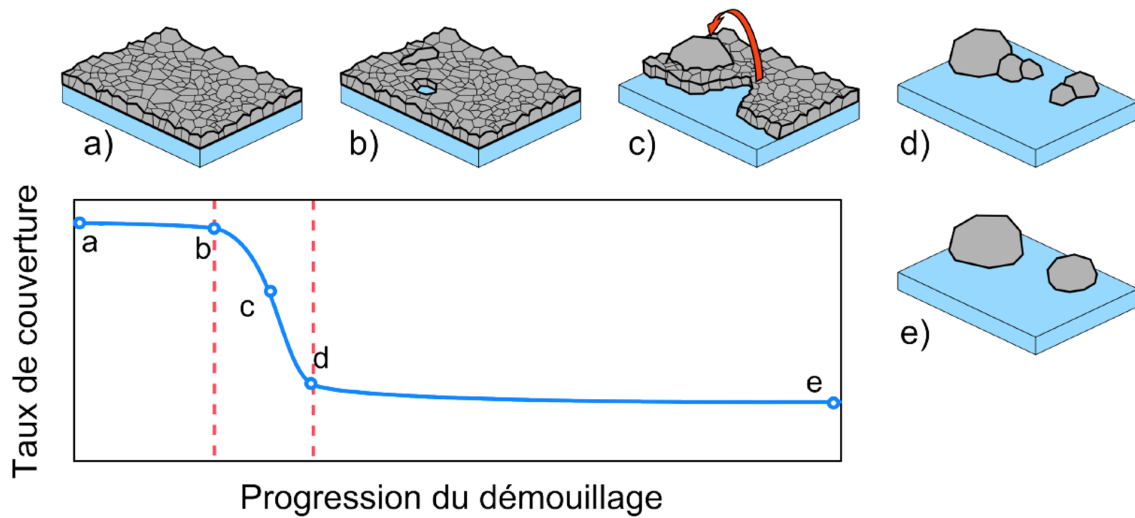 a)
b)
c)
d)
e)
Taux de couverture
a
b
c
d
e
Progression du démouillage